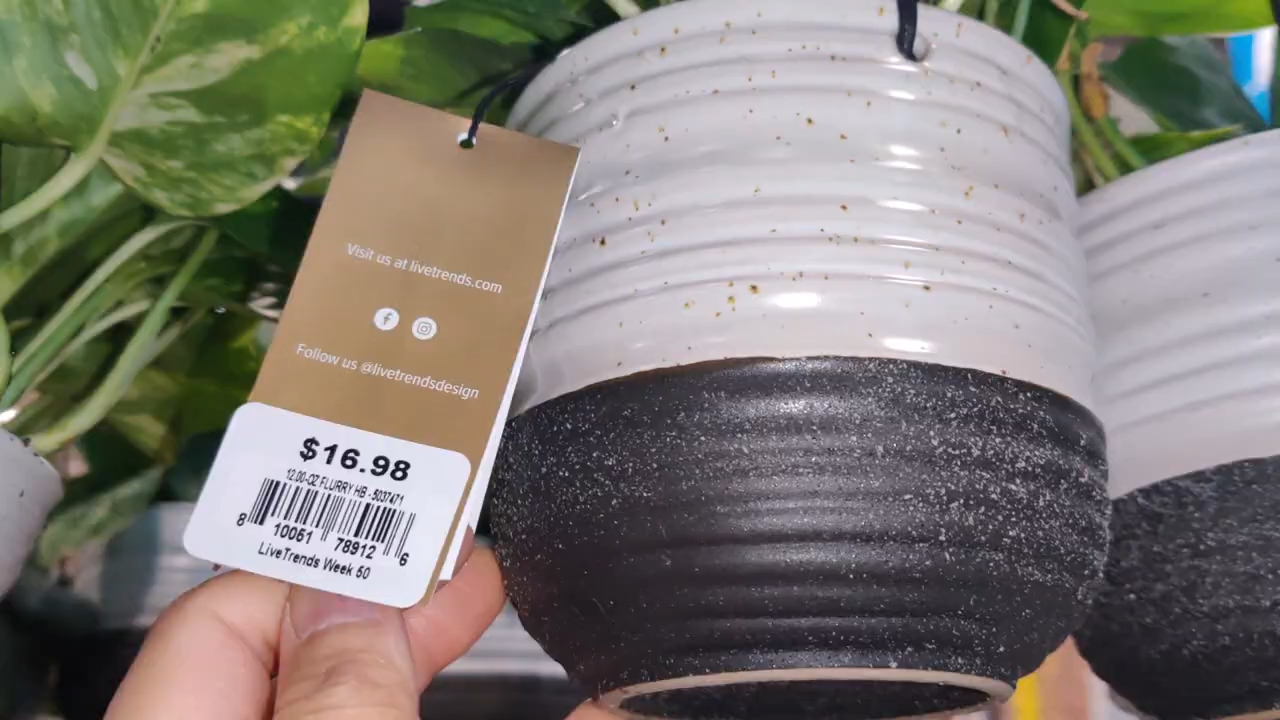 Visit us at livetrends.com
Follow us @livetrendsdesign
$16.98
12.00-OZ FLURRY HB - 5037471
8 10061 78912 6
LiveTrends Week 50